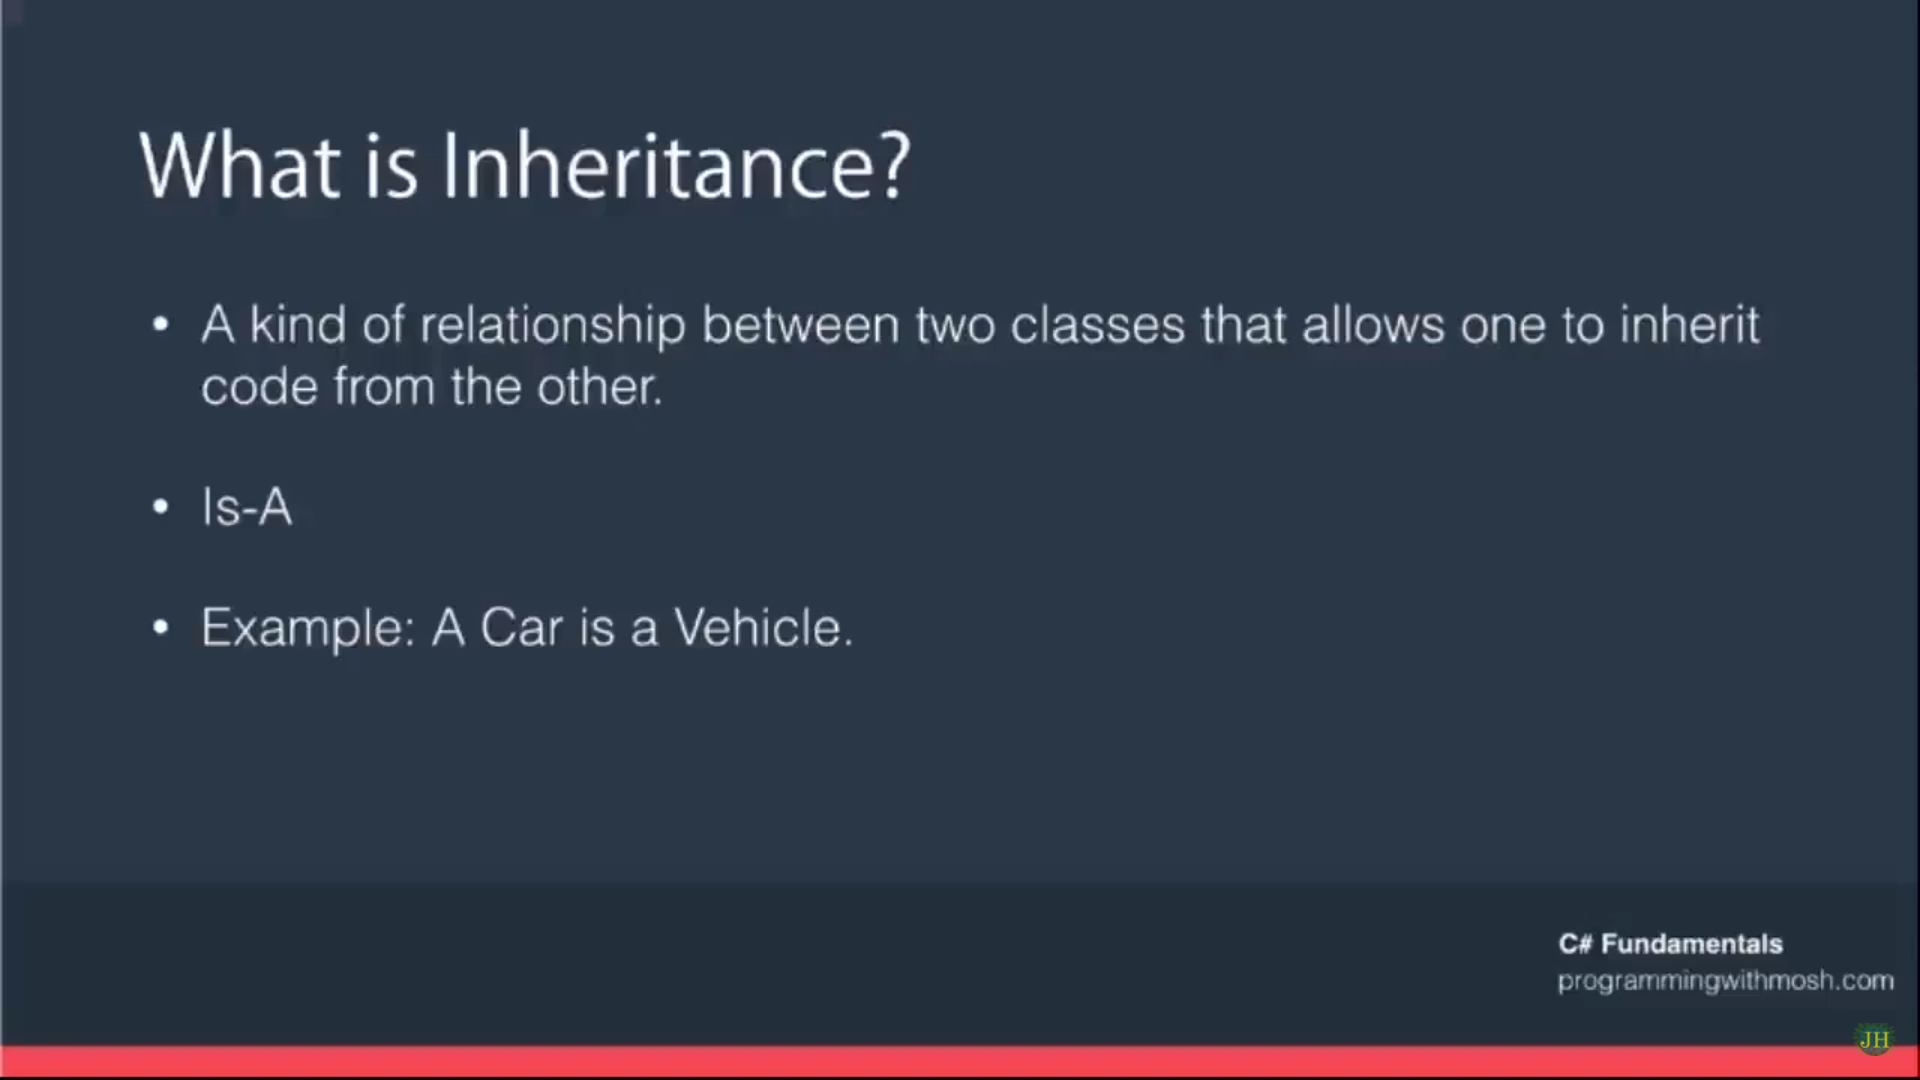 What is Inheritance?
• A kind of relationship between two classes that allows one to inherit
code from the other.
• Is-A
• Example: A Car is a Vehicle.
C# Fundamentals
programmingwithmosh.com
JH